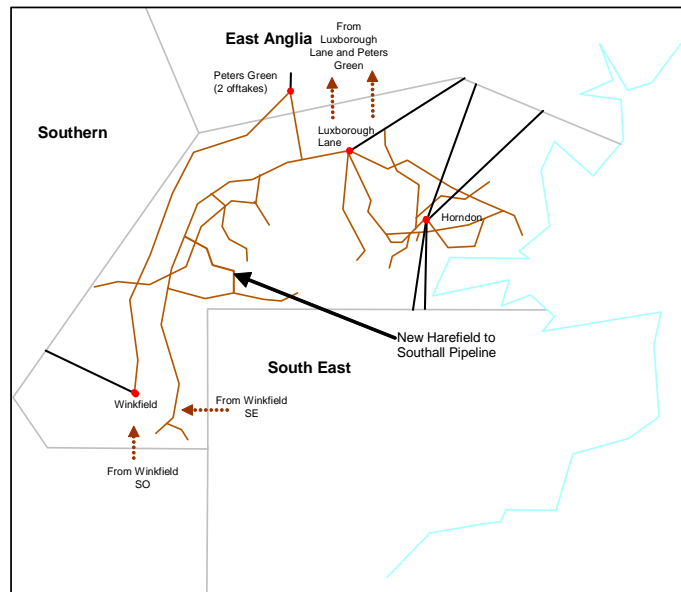 East Anglia
From
Luxborough
Lane and Peters
Green
Peters Green
(2 offtakes)
Southern
Luxborough
Lane
Horndon
New Harefield to
Southall Pipeline
South East
Winkfield
From Winkfield
SE
From Winkfield
SO